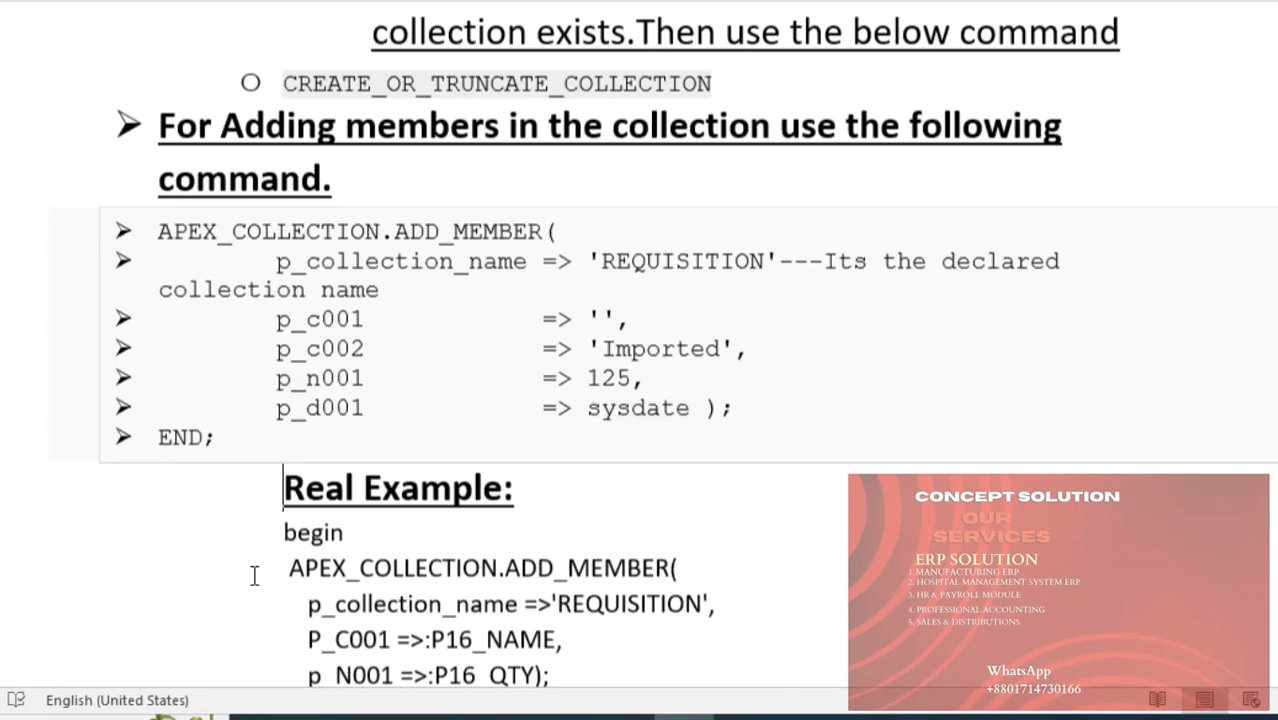 collection exists.Then use the below command
CREATE_OR_TRUNCATE_COLLECTION
For Adding members in the collection use the following
command.
APEX_COLLECTION.ADD_MEMBER(
p_collection_name => 'REQUISITION'---Its the declared
collection name
p_c001 => '',
p_c002 => 'Imported',
p_n001 => 125,
p_d001 => sysdate );
END;
Real Example:
begin
APEX_COLLECTION.ADD_MEMBER(
p_collection_name =>'REQUISITION',
P_C001 =>:P16_NAME,
p_N001 =>:P16_QTY);
CONCEPT SOLUTION
OUR
SERVICES
ERP SOLUTION
1. MANUFACTURING ERP
2. HOSPITAL MANAGEMENT SYSTEM ERP
3. HR & PAYROLL MODULE
4. PROFESSIONAL ACCOUNTING
5. SALES & DISTRIBUTIONS
WhatsApp
+8801714730166
English (United States)